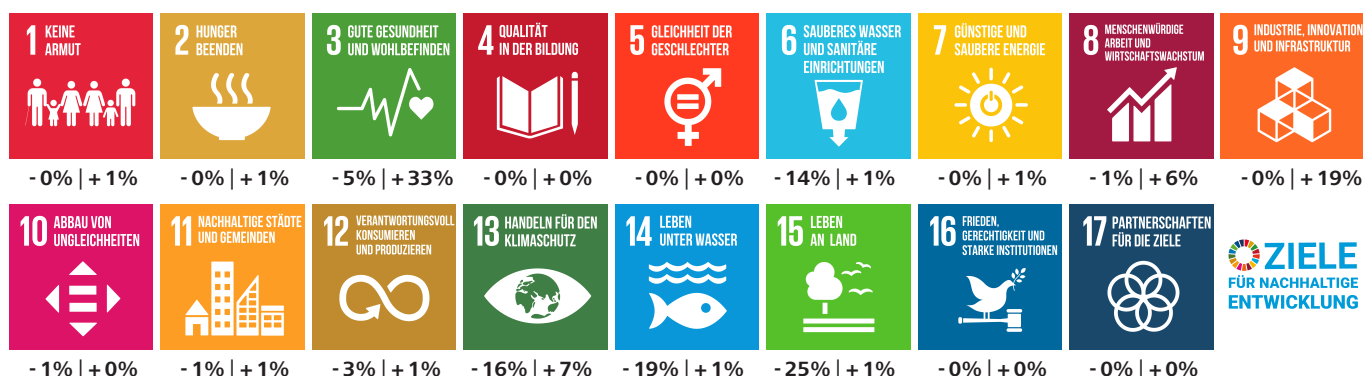 1 KEINE
ARMUT
2 HUNGER
BEENDEN
3 GUTE GESUNDHEIT
UND WOHLBEFINDEN
4 QUALITÄT
IN DER BILDUNG
5 GLEICHHEIT DER
GESCHLECHTER
6 SAUBERES WASSER
UND SANITÄRE
EINRICHTUNGEN
7 GÜNSTIGE UND
SAUBERE ENERGIE
8 MENSCHENWÜRDIGE
ARBEIT UND
WIRTSCHAFTSWACHSTUM
9 INDUSTRIE, INNOVATION
UND INFRASTRUKTUR
-0% | +1%
-0% | +1%
-5% | +33%
-0% | +0%
-0% | +0%
-14% | +1%
-0% | +1%
-1% | +6%
-0% | +19%
10 ABBAU VON
UNGLEICHHEITEN
11 NACHHALTIGE STÄDTE
UND GEMEINDEN
12 VERANTWORTUNGSVOLL
KONSUMIEREN
UND PRODUZIEREN
13 HANDELN FÜR DEN
KLIMASCHUTZ
14 LEBEN
UNTER WASSER
15 LEBEN
AN LAND
16 FRIEDEN,
GERECHTIGKEIT UND
STARKE INSTITUTIONEN
17 PARTNERSCHAFTEN
FÜR DIE ZIELE
ZIELE
FÜR NACHHALTIGE
ENTWICKLUNG
-1% | +0%
-1% | +1%
-3% | +1%
-16% | +7%
-19% | +1%
-25% | +1%
-0% | +0%
-0% | +0%